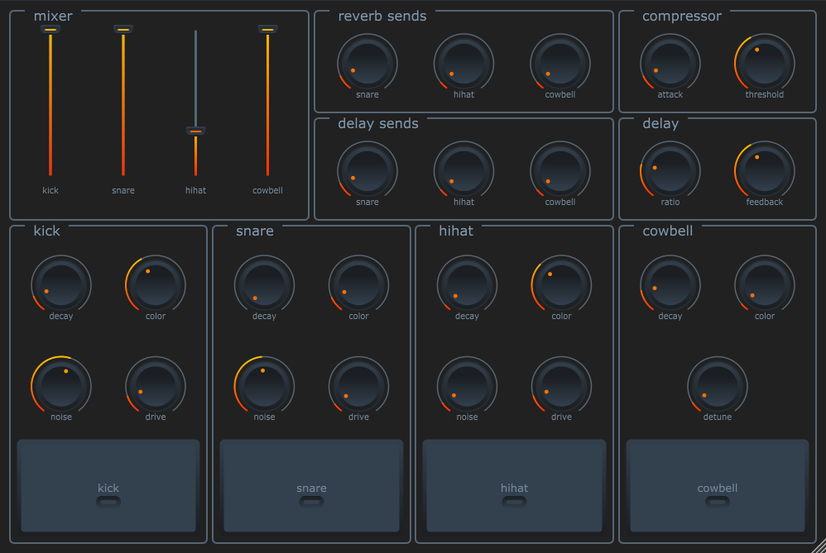 mixer
kick snare hihat cowbell
reverb sends
snare hihat cowbell
compressor
attack threshold
delay sends
snare hihat cowbell
delay
ratio feedback
kick
decay color
noise drive
kick
snare
decay color
noise drive
snare
hihat
decay color
noise drive
hihat
cowbell
decay color
detune
cowbell